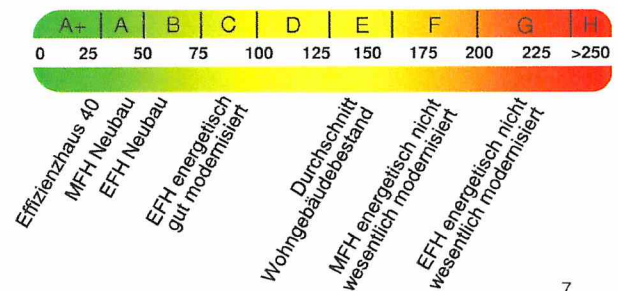 A+ A B C D E F G H
0 25 50 75 100 125 150 175 200 225 >250
Effizienzhaus 40
MFH Neubau
EFH Neubau
EFH energetisch
gut modernisiert
Durchschnitt
Wohngebäudebestand
MFH energetisch nicht
wesentlich modernisiert
EFH energetisch nicht
wesentlich modernisiert
7